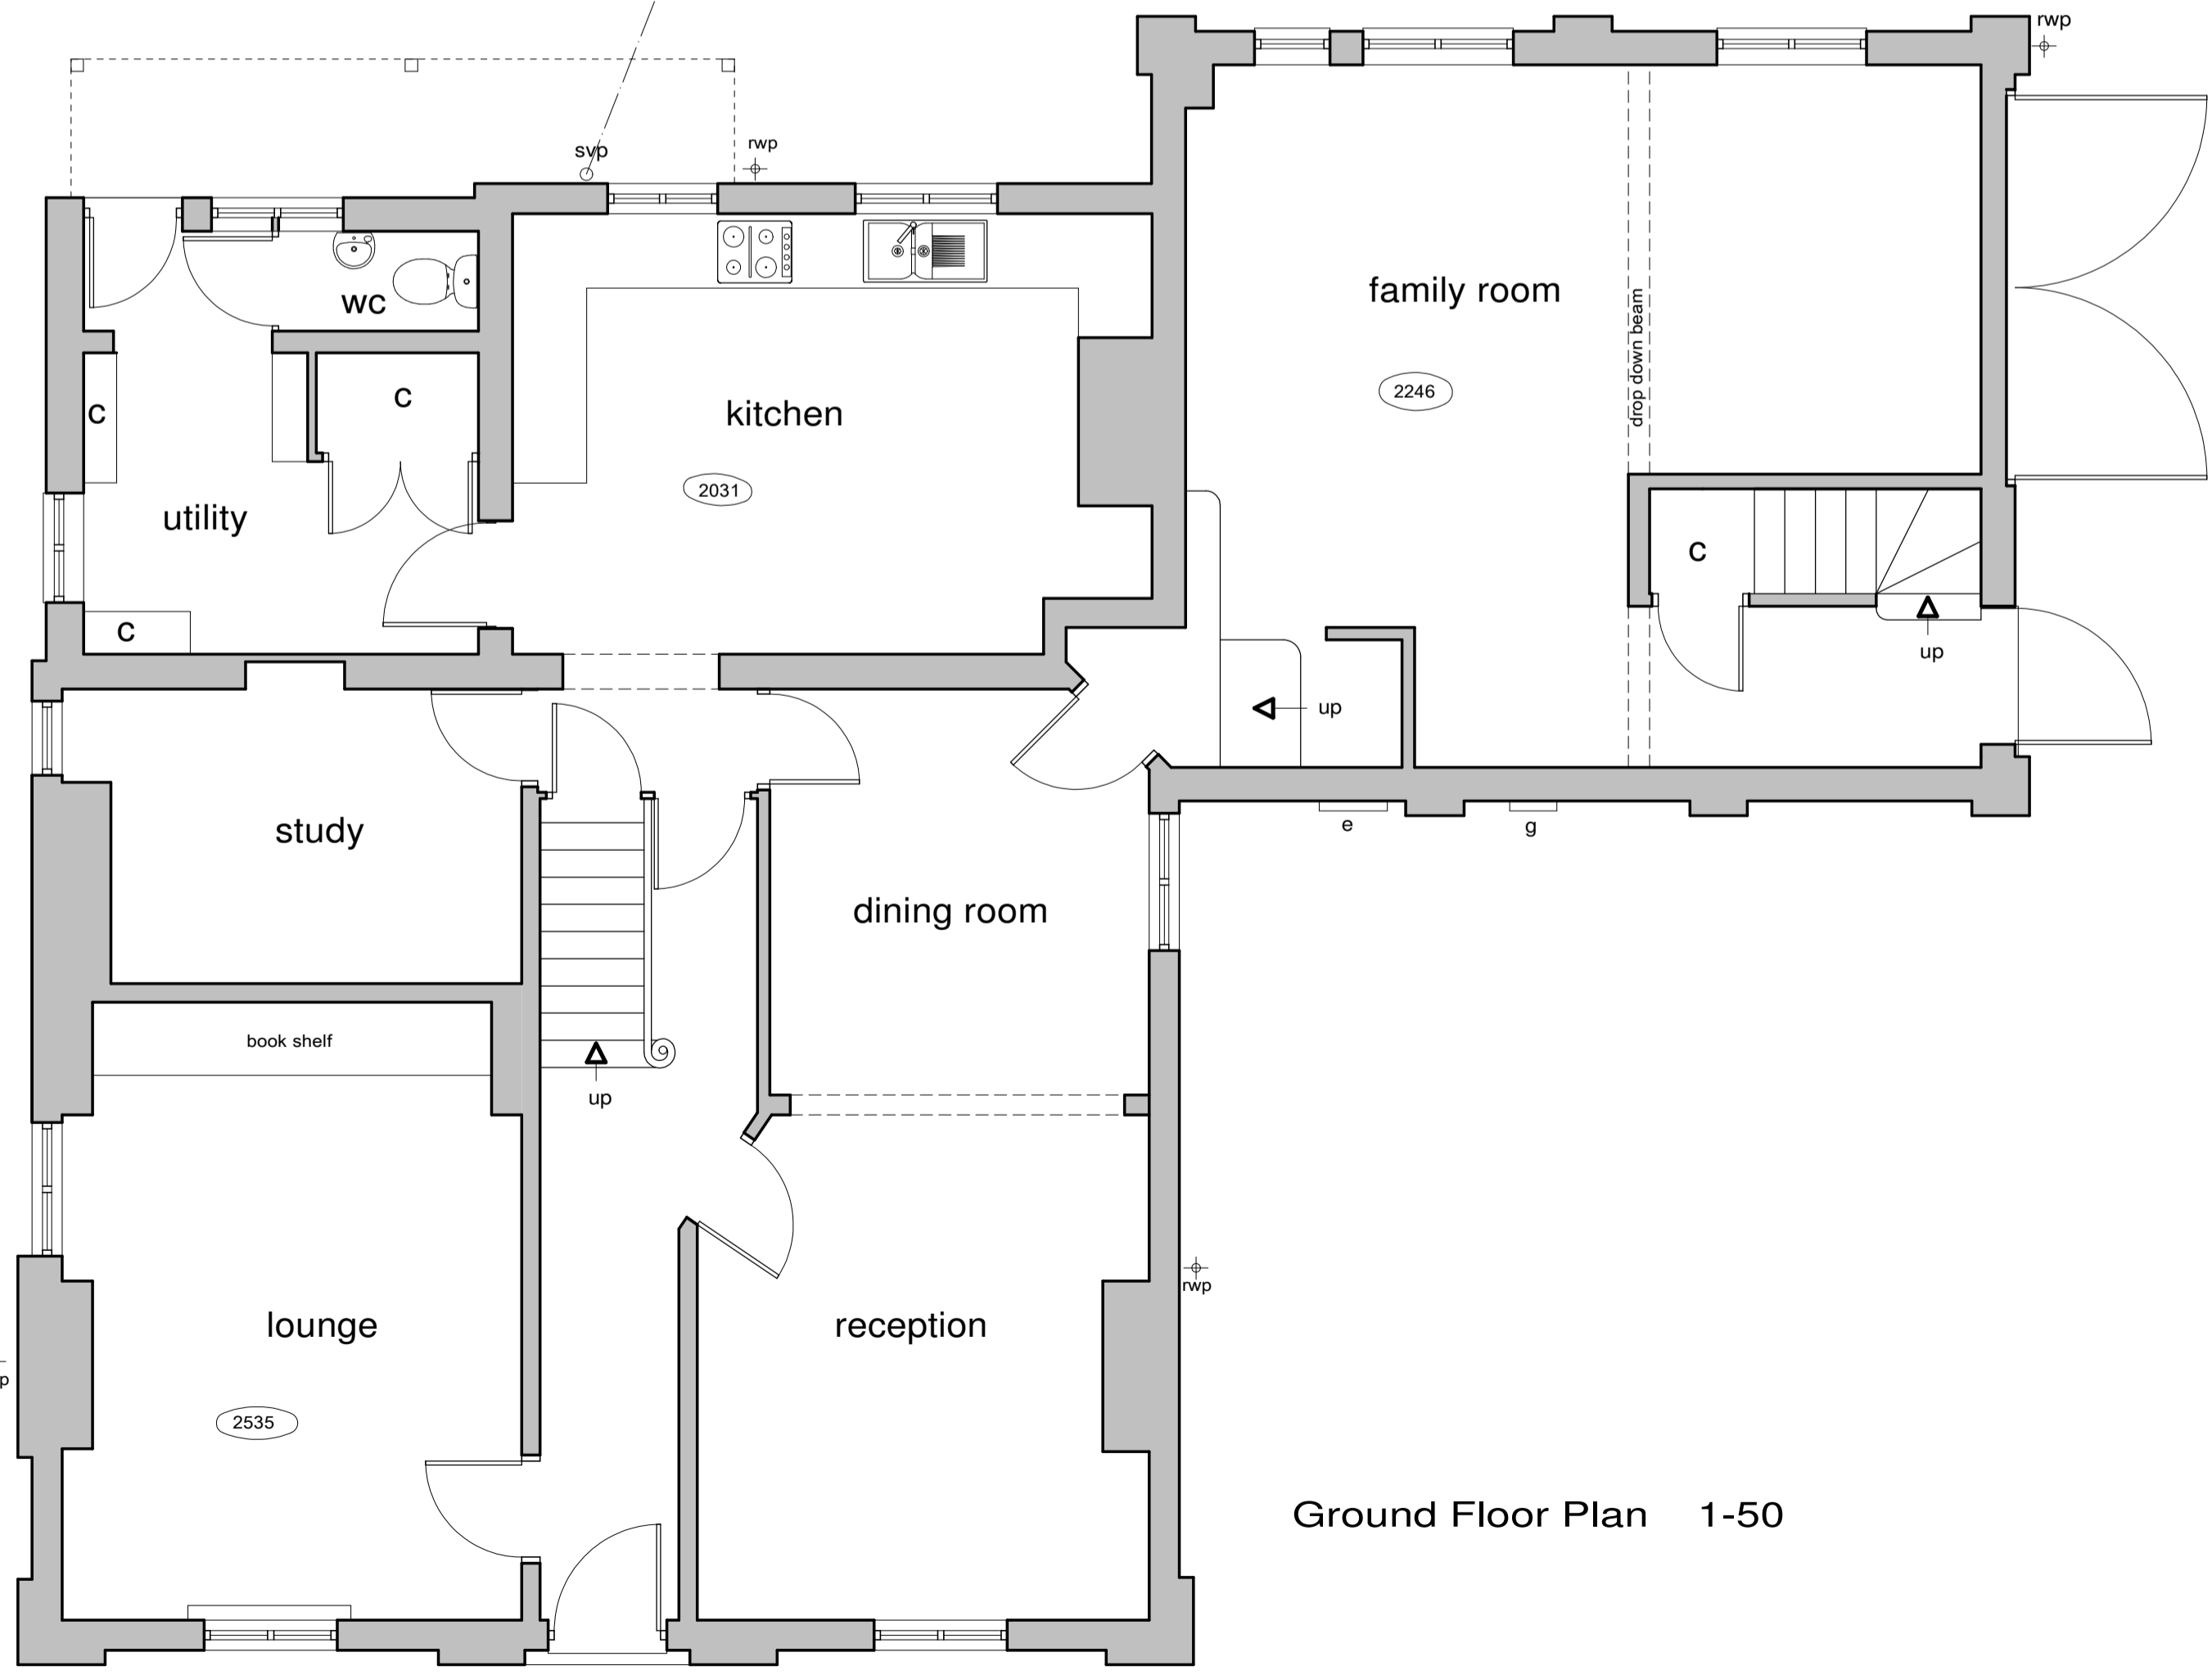 rwp
svp
rwp
wc
family room
drop down beam
2246
c
c
kitchen
2031
utility
c
c
up
c
up
study
e
g
dining room
book shelf
up
rwp
lounge
reception
p
2535
Ground Floor Plan 1-50